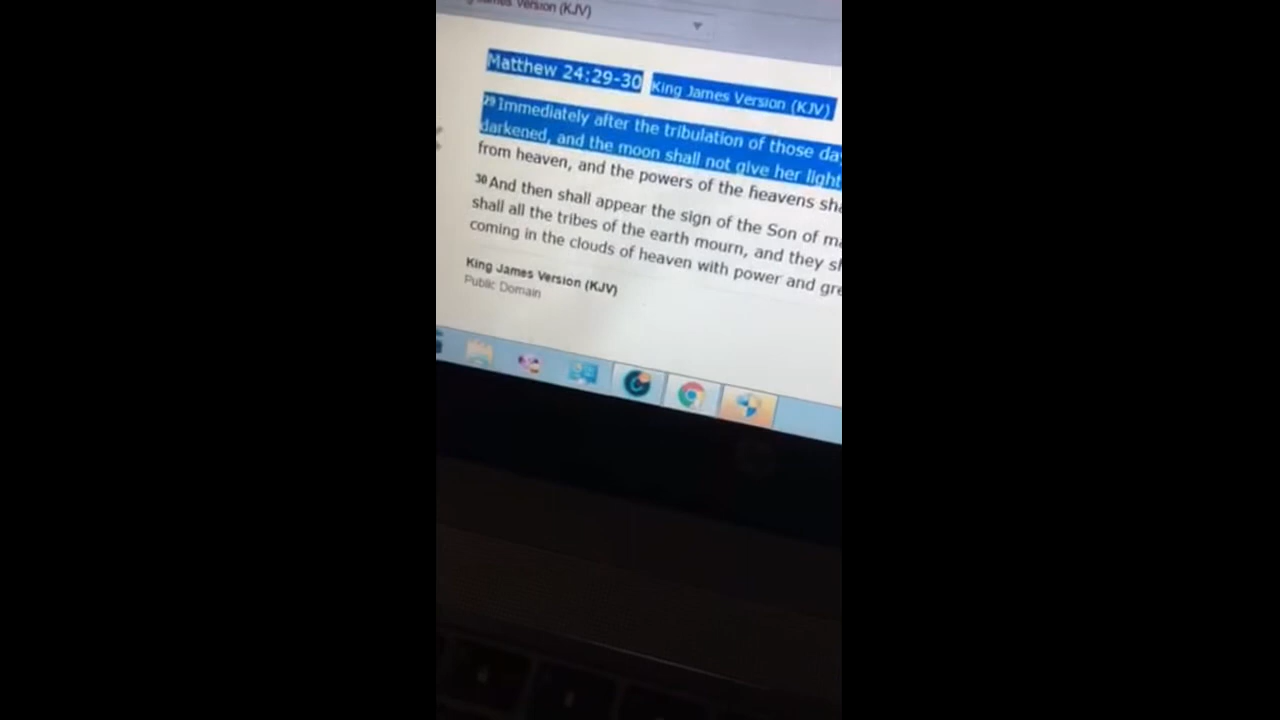 James Version (KJV)
Matthew 24:29-30 King James Version (KJV)
29 Immediately after the tribulation of those
darkened, and the moon shall not give her light
from heaven, and the powers of the heavens
30 And then shall appear the sign of the Son of
shall all the tribes of the earth mourn, and they
coming in the clouds of heaven with power and
King James Version (KJV)
Public Domain